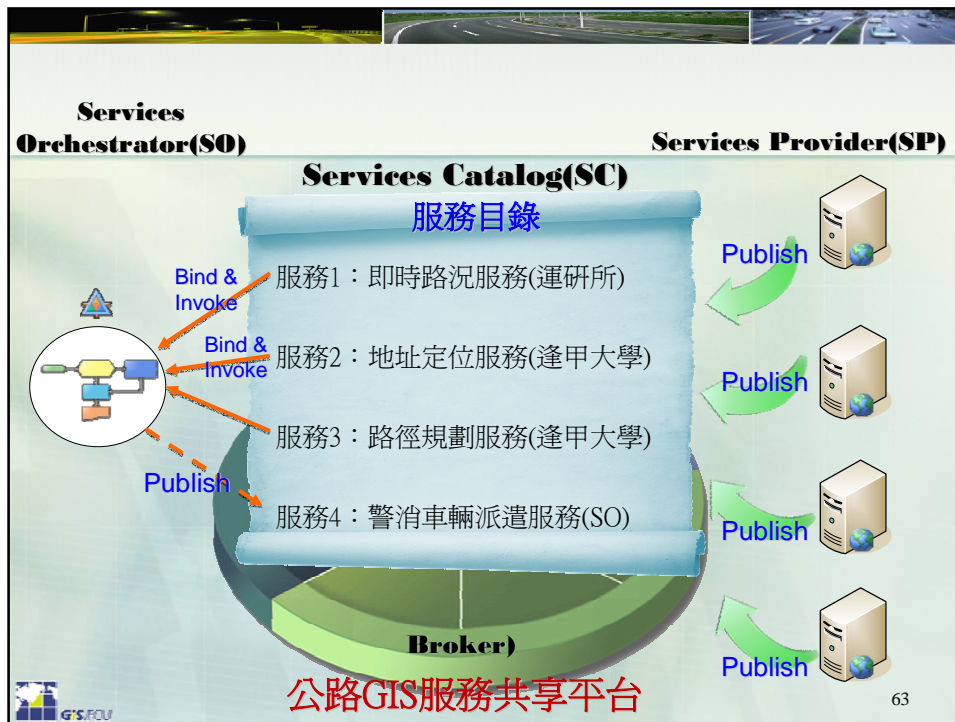 Services
Orchestrator(SO)
Services Provider(SP)
Services Catalog(SC)
服務目錄
服務1：即時路況服務(運研所)
服務2：地址定位服務(逢甲大學)
服務3：路徑規劃服務(逢甲大學)
服務4：警消車輛派遣服務(SO)
Bind &
Invoke
Bind &
Invoke
Publish
Publish
Publish
Publish
Publish
Broker)
公路GIS服務共享平台
GIS.FCU
63